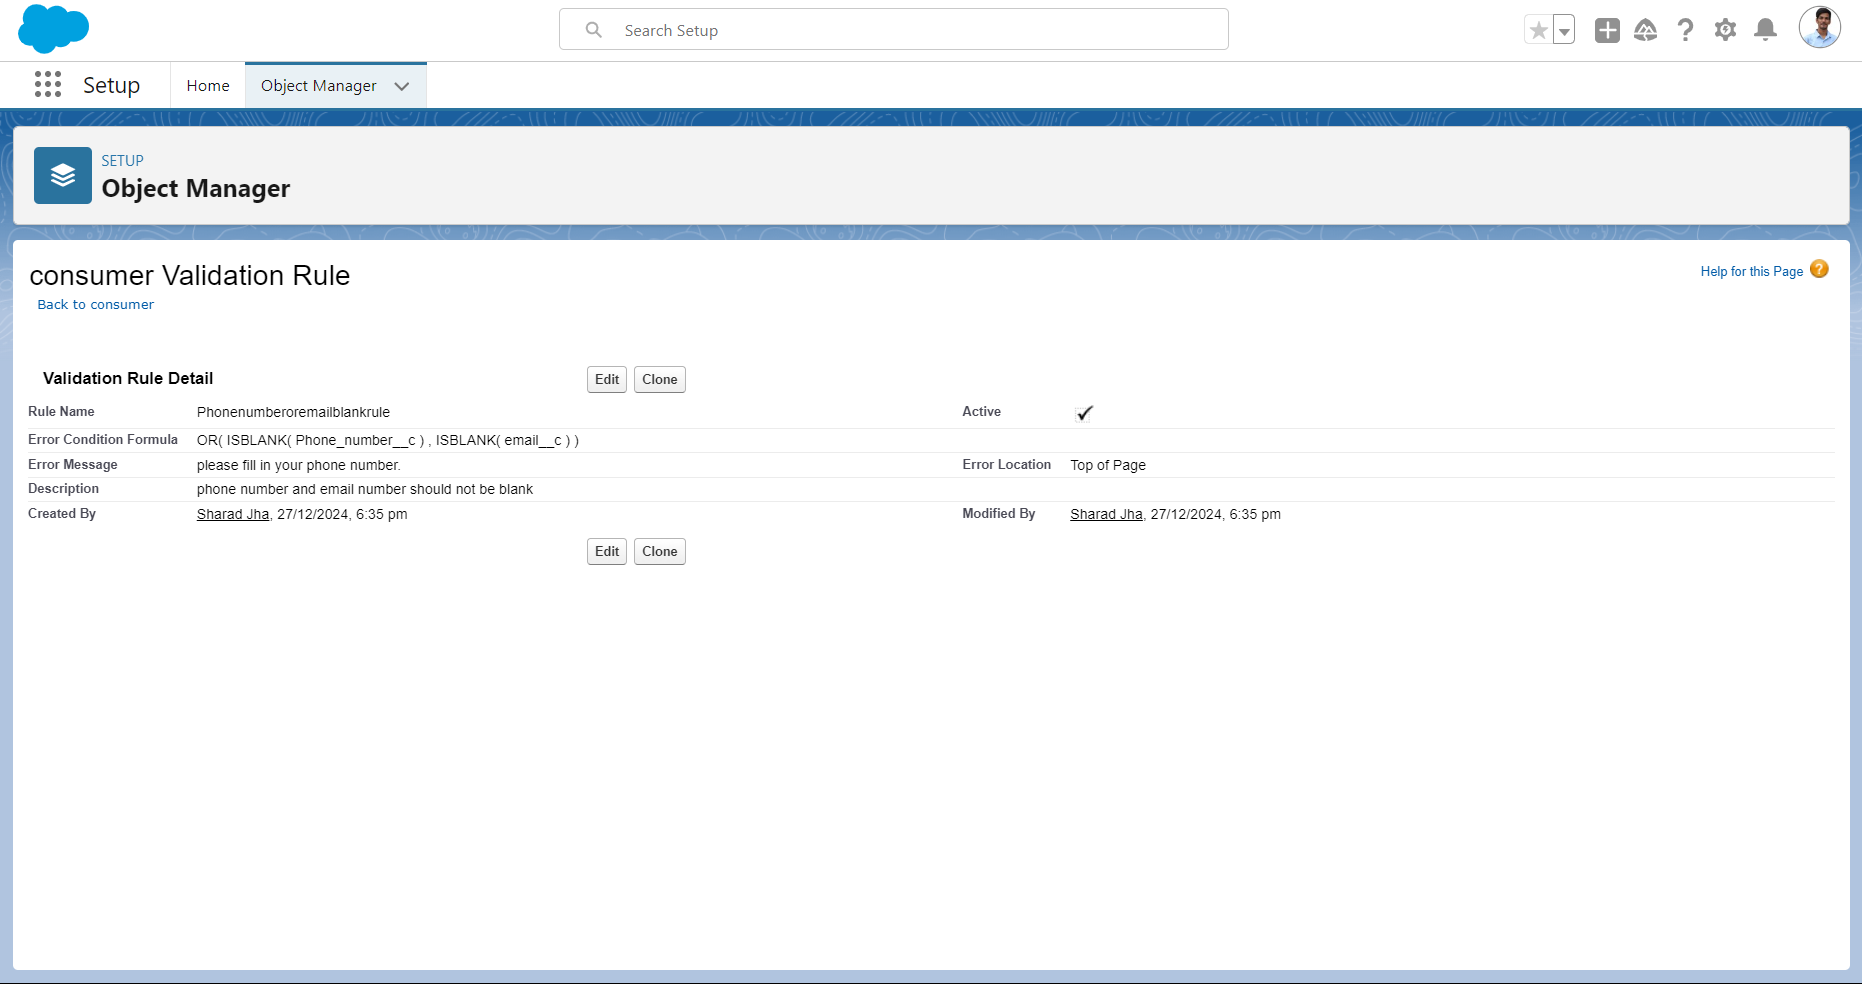 Search Setup
Setup
Home
Object Manager
SETUP
Object Manager
consumer Validation Rule
Help for this Page
Back to consumer
Validation Rule Detail
Edit
Clone
Rule Name Phonenumberoremailblankrule Active
Error Condition Formula OR( ISBLANK( Phone_number__c ) , ISBLANK( email__c ) )
Error Message please fill in your phone number. Error Location Top of Page
Description phone number and email number should not be blank
Created By Sharad Jha, 27/12/2024, 6:35 pm Modified By Sharad Jha, 27/12/2024, 6:35 pm
Edit
Clone